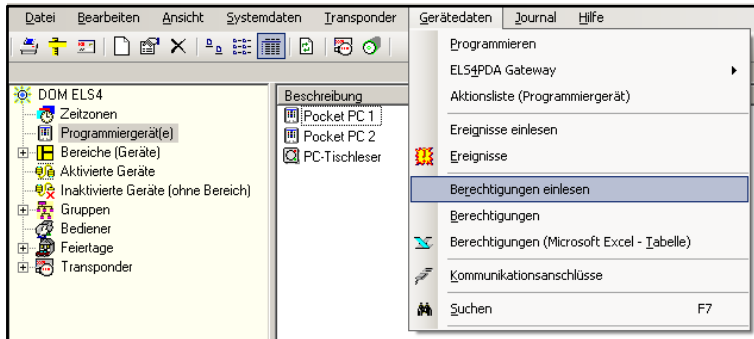 Datei Bearbeiten Ansicht Systemdaten Transponder Gerätedaten Journal Hilfe
DOM ELS4
Zeitzonen
Programmiergerät(e)
Bereiche (Geräte)
Aktivierte Geräte
Inaktivierte Geräte (ohne Bereich)
Gruppen
Bediener
Feiertage
Transponder
Beschreibung
Pocket PC 1
Pocket PC 2
PC-Tischleser
Programmieren
ELS4PDA Gateway
Aktionsliste (Programmiergerät)
Ereignisse einlesen
Ereignisse
Berechtigungen einlesen
Berechtigungen
Berechtigungen (Microsoft Excel - Tabelle)
Kommunikationsanschlüsse
Suchen F7